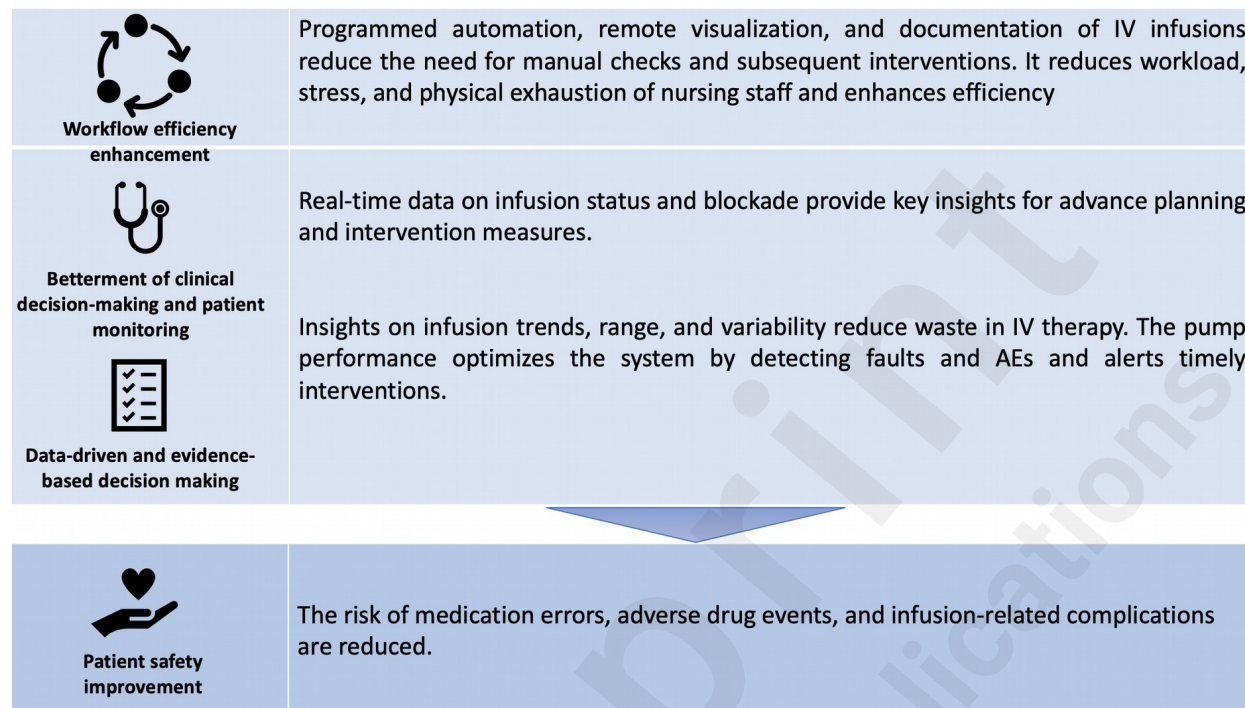 Programmed automation, remote visualization, and documentation of IV infusions
reduce the need for manual checks and subsequent interventions. It reduces workload,
stress, and physical exhaustion of nursing staff and enhances efficiency
Workflow efficiency
enhancement
Real-time data on infusion status and blockade provide key insights for advance planning
and intervention measures.
Betterment of clinical
decision-making and patient
monitoring
Insights on infusion trends, range, and variability reduce waste in IV therapy. The pump
performance optimizes the system by detecting faults and AEs and alerts timely
interventions.
Data-driven and evidence-
based decision making
The risk of medication errors, adverse drug events, and infusion-related complications
are reduced.
Patient safety
improvement
print
lications